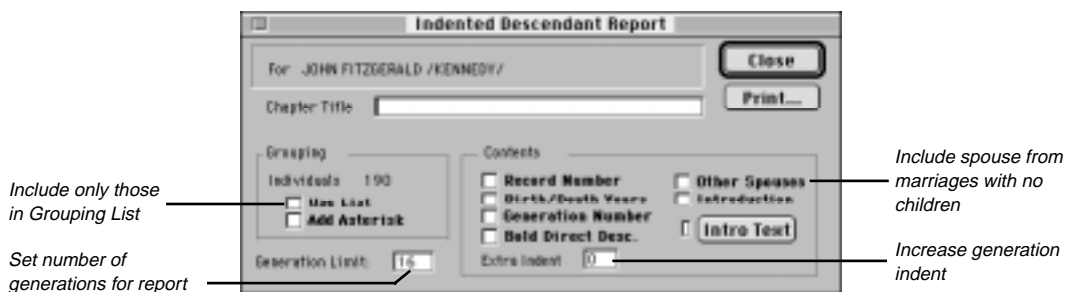 Indented Descendant Report
For JOHN FITZGERALD /KENNEDY/
Close
Print...
Chapter Title
Grouping
Individuals 190
Use List
Add Asterisk
Generation Limit: 16
Contents
Record Number
Birth/Death Years
Generation Number
Bold Direct Desc.
Extra Indent 0
Other Spouses
Introduction
Intro Text
Include only those
in Grouping List
Set number of
generations for report
Include spouse from
marriages with no
children
Increase generation
indent